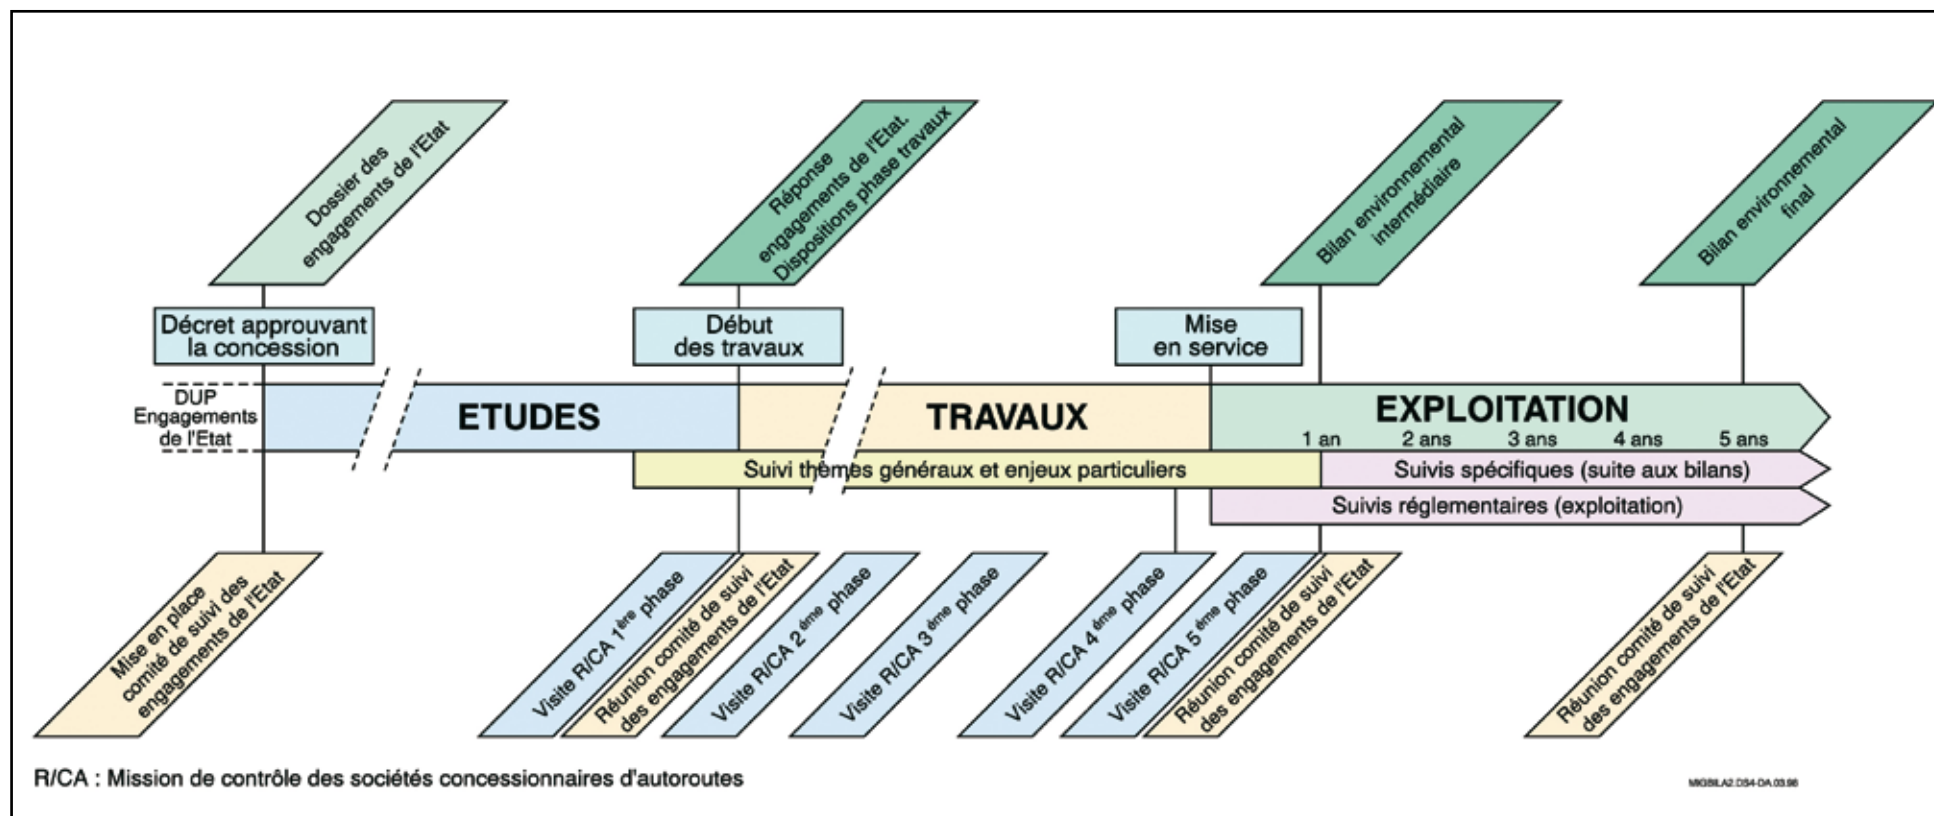 Dossier des
engagements de l'Etat
Réponse
engagements de l'Etat.
Dispositions phase travaux
Bilan environnemental
intermédiaire
Bilan environemental
final
Décret approuvant
la concession
Début
des travaux
Mise
en service
DUP
Engagements
de l'Etat
ETUDES
TRAVAUX
EXPLOITATION
1 an 2 ans 3 ans 4 ans 5 ans
Suivi thèmes généraux et enjeux particuliers
Suivis spécifiques (suite aux bilans)
Suivis réglementaires (exploitation)
Mise en place
comité de suivi des
engagements de l'Etat
Visite R/CA 1ère phase
Réunion comité de suivi
des engagements de l'Etat
Visite R/CA 2éme phase
Visite R/CA 3éme phase
Visite R/CA 4éme phase
Visite R/CA 5éme phase
Réunion comité de suivi
des engagements de l'Etat
Réunion comité de suivi
des engagements de l'Etat
R/CA : Mission de contrôle des sociétés concessionnaires d'autoroutes